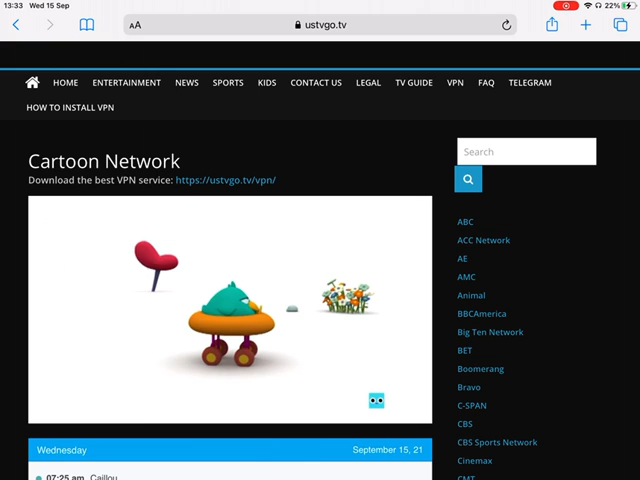 13:33 Wed 15 Sep
22%
AA
ustvgo.tv
HOME ENTERTAINMENT NEWS SPORTS KIDS CONTACT US LEGAL TV GUIDE VPN FAQ TELEGRAM
HOW TO INSTALL VPN
Cartoon Network
Download the best VPN service: https://ustvgo.tv/vpn/
Wednesday September 15, 21
07:25 am Caillou
Search
ABC
ACC Network
AE
AMC
Animal
BBCAmerica
Big Ten Network
BET
Boomerang
Bravo
C-SPAN
CBS
CBS Sports Network
Cinemax
CMT